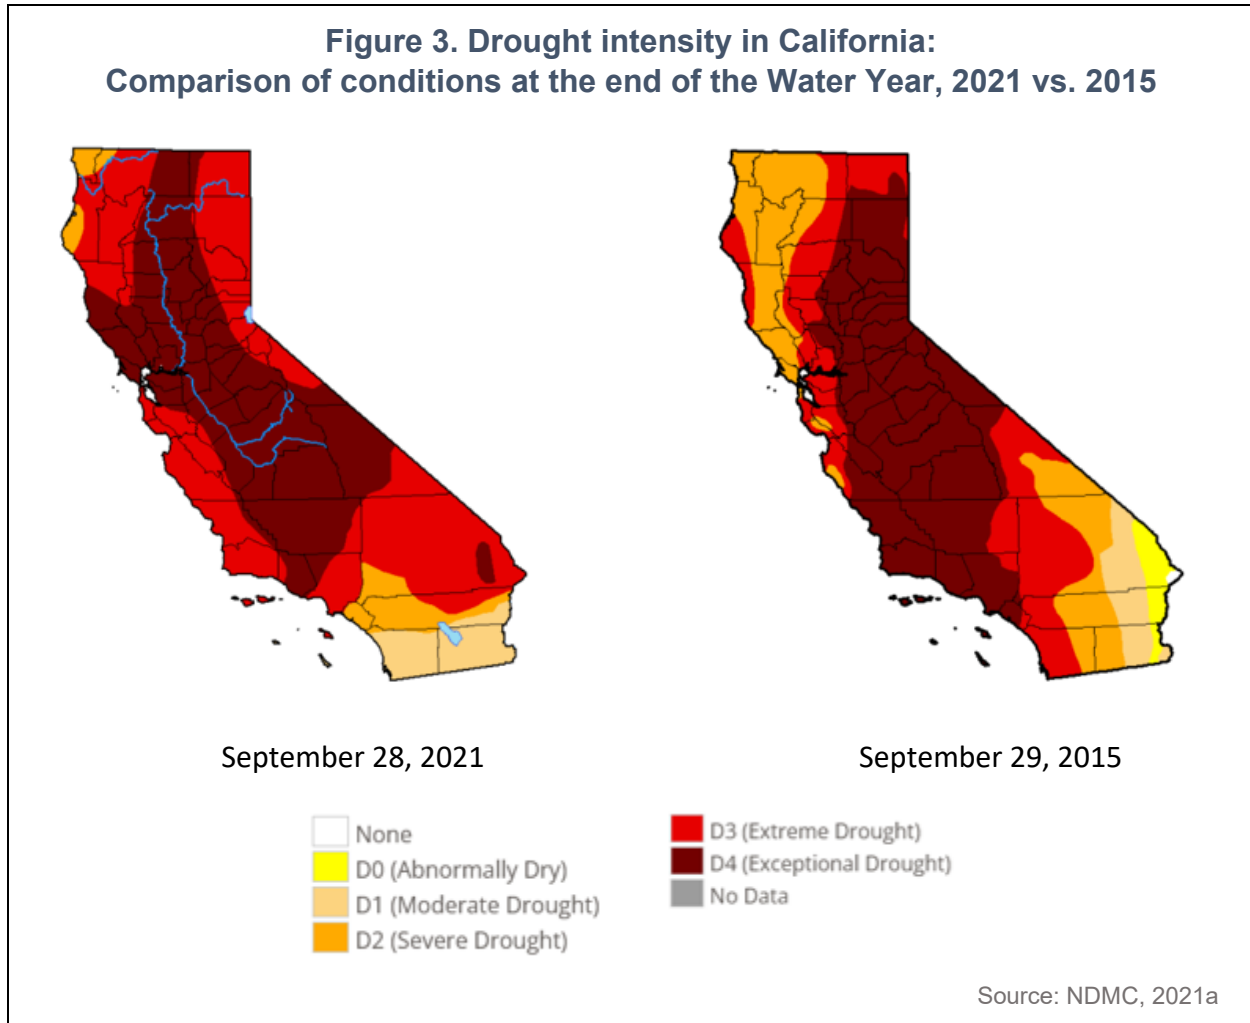 Figure 3. Drought intensity in California:
Comparison of conditions at the end of the Water Year, 2021 vs. 2015
September 28, 2021
September 29, 2015
None
D0 (Abnormally Dry)
D1 (Moderate Drought)
D2 (Severe Drought)
D3 (Extreme Drought)
D4 (Exceptional Drought)
No Data
Source: NDMC, 2021a